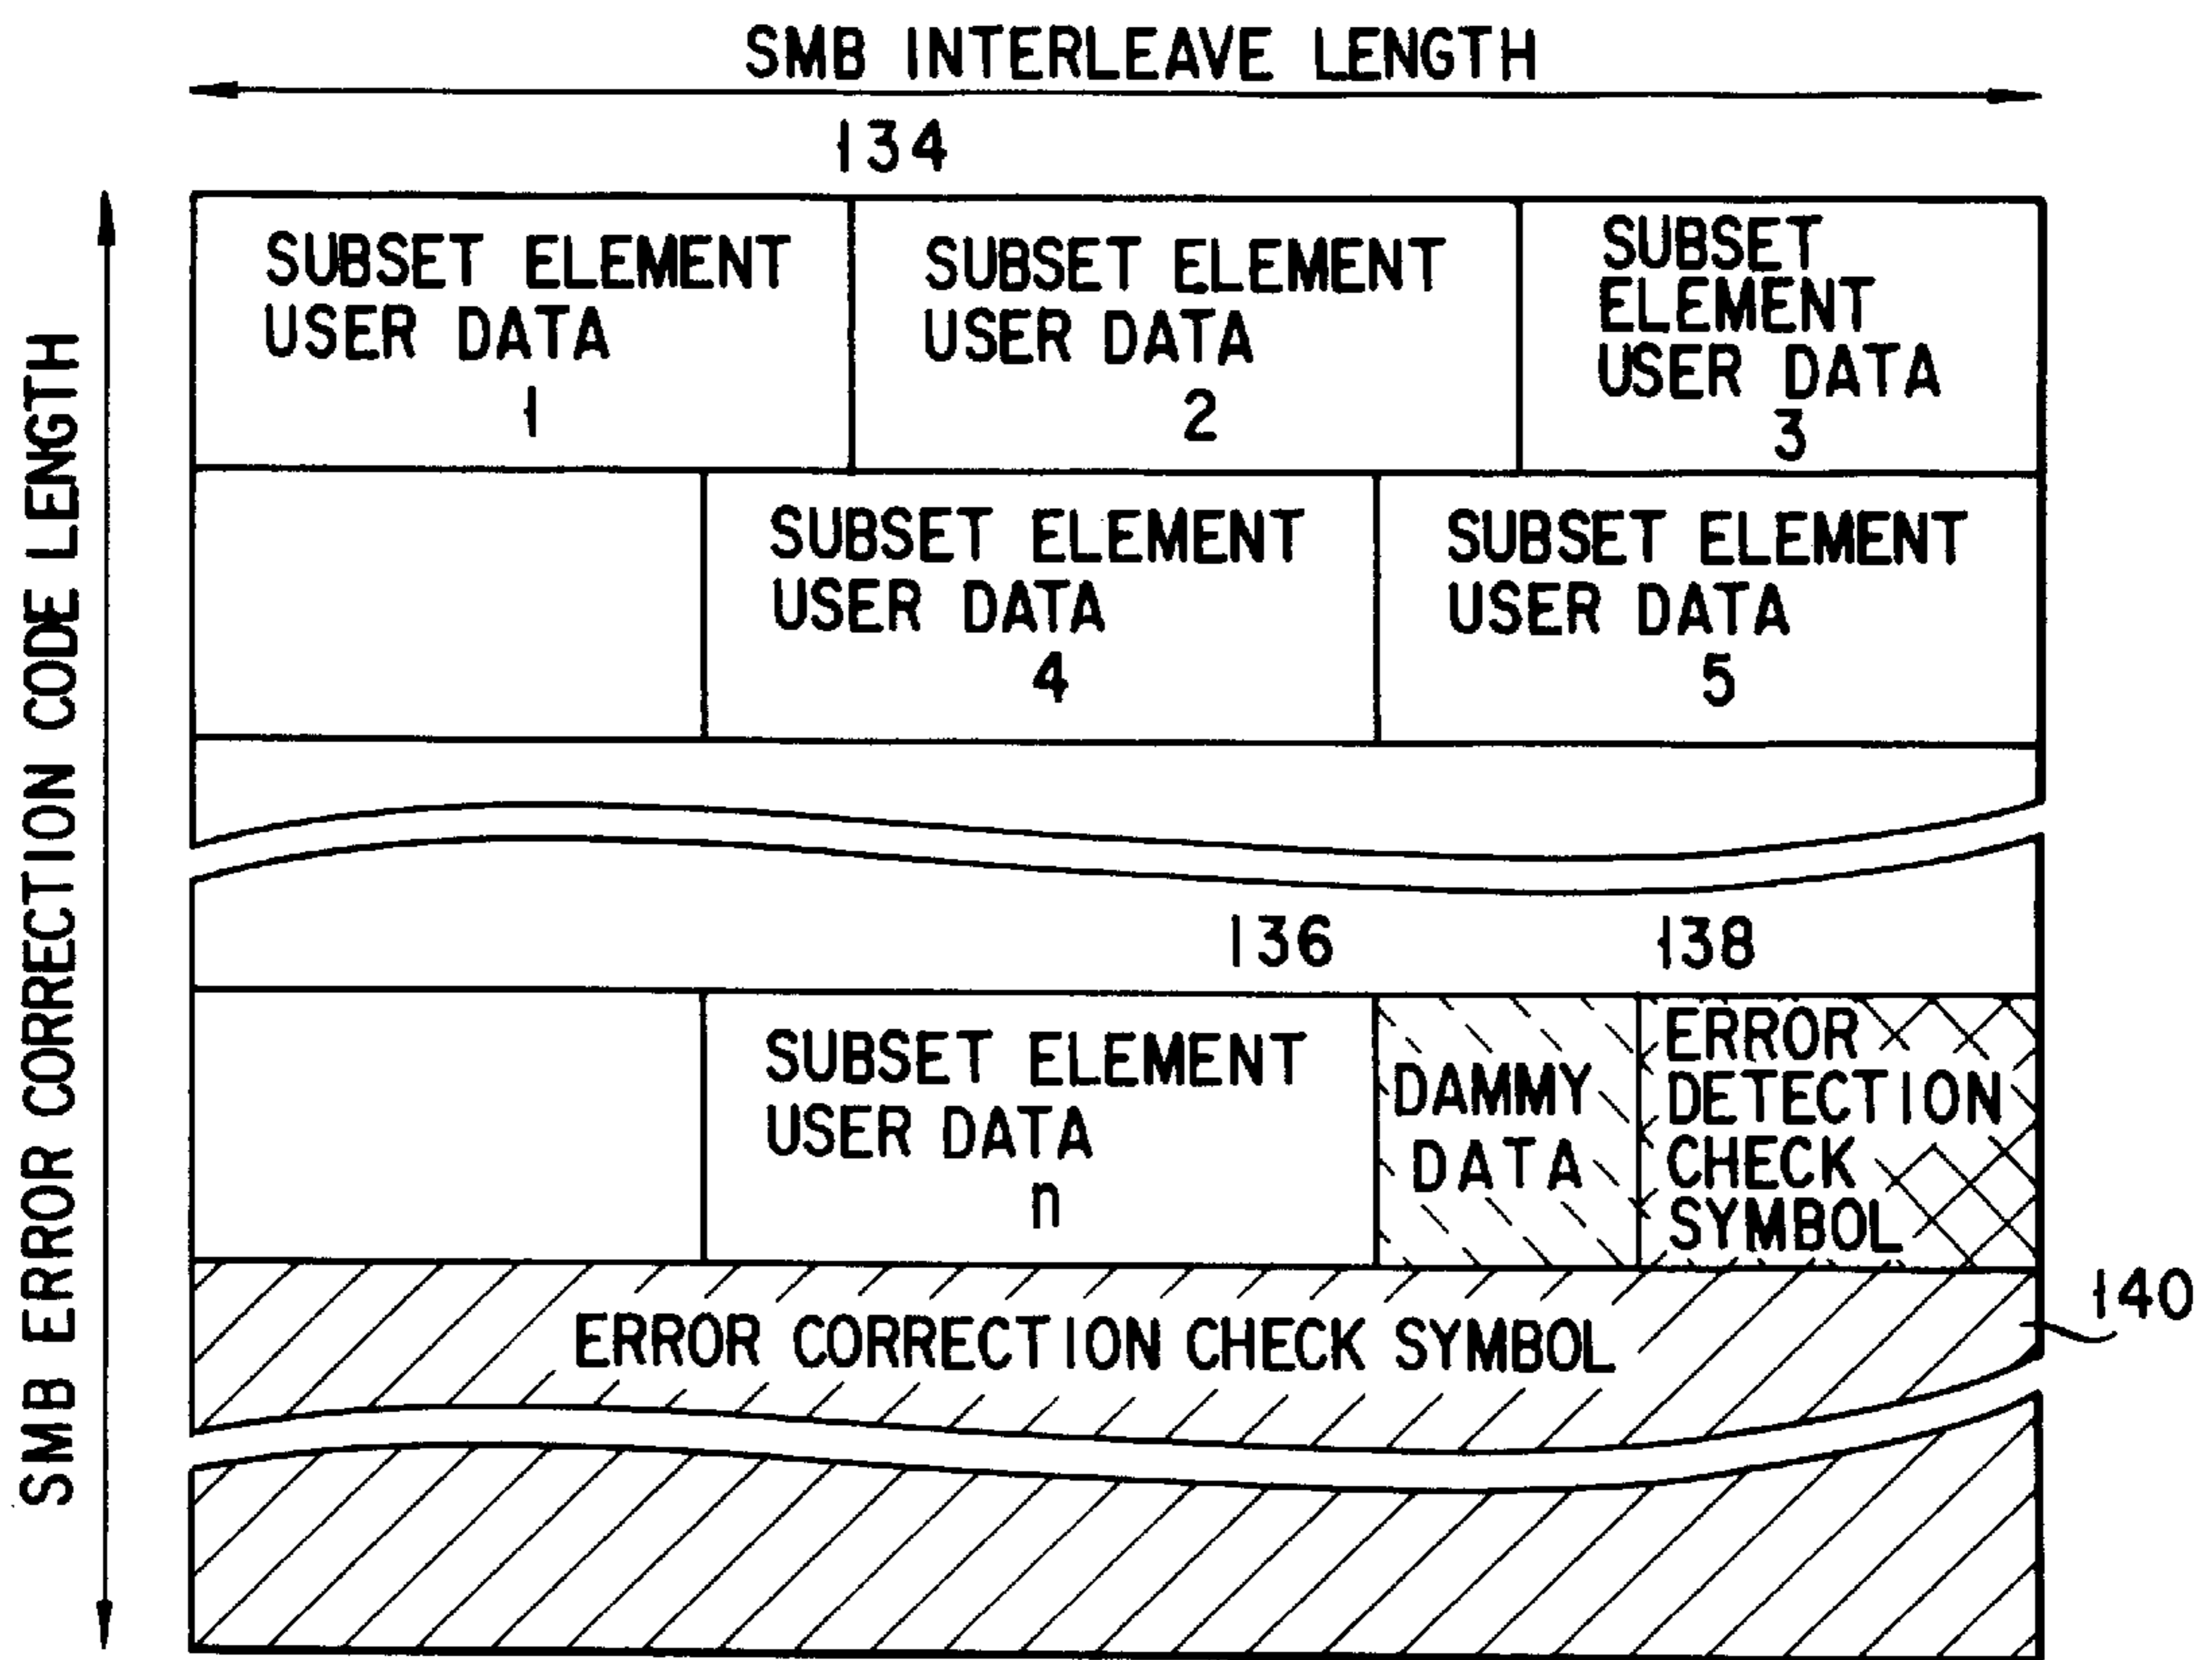 SMB INTERLEAVE LENGTH
134
SMB ERROR CORRECTION CODE LENGTH
SUBSET ELEMENT
USER DATA
1
SUBSET ELEMENT
USER DATA
2
SUBSET
ELEMENT
USER DATA
3
SUBSET ELEMENT
USER DATA
4
SUBSET ELEMENT
USER DATA
5
136
138
SUBSET ELEMENT
USER DATA
n
DAMMY
DATA
ERROR
DETECTION
CHECK
SYMBOL
ERROR CORRECTION CHECK SYMBOL
140